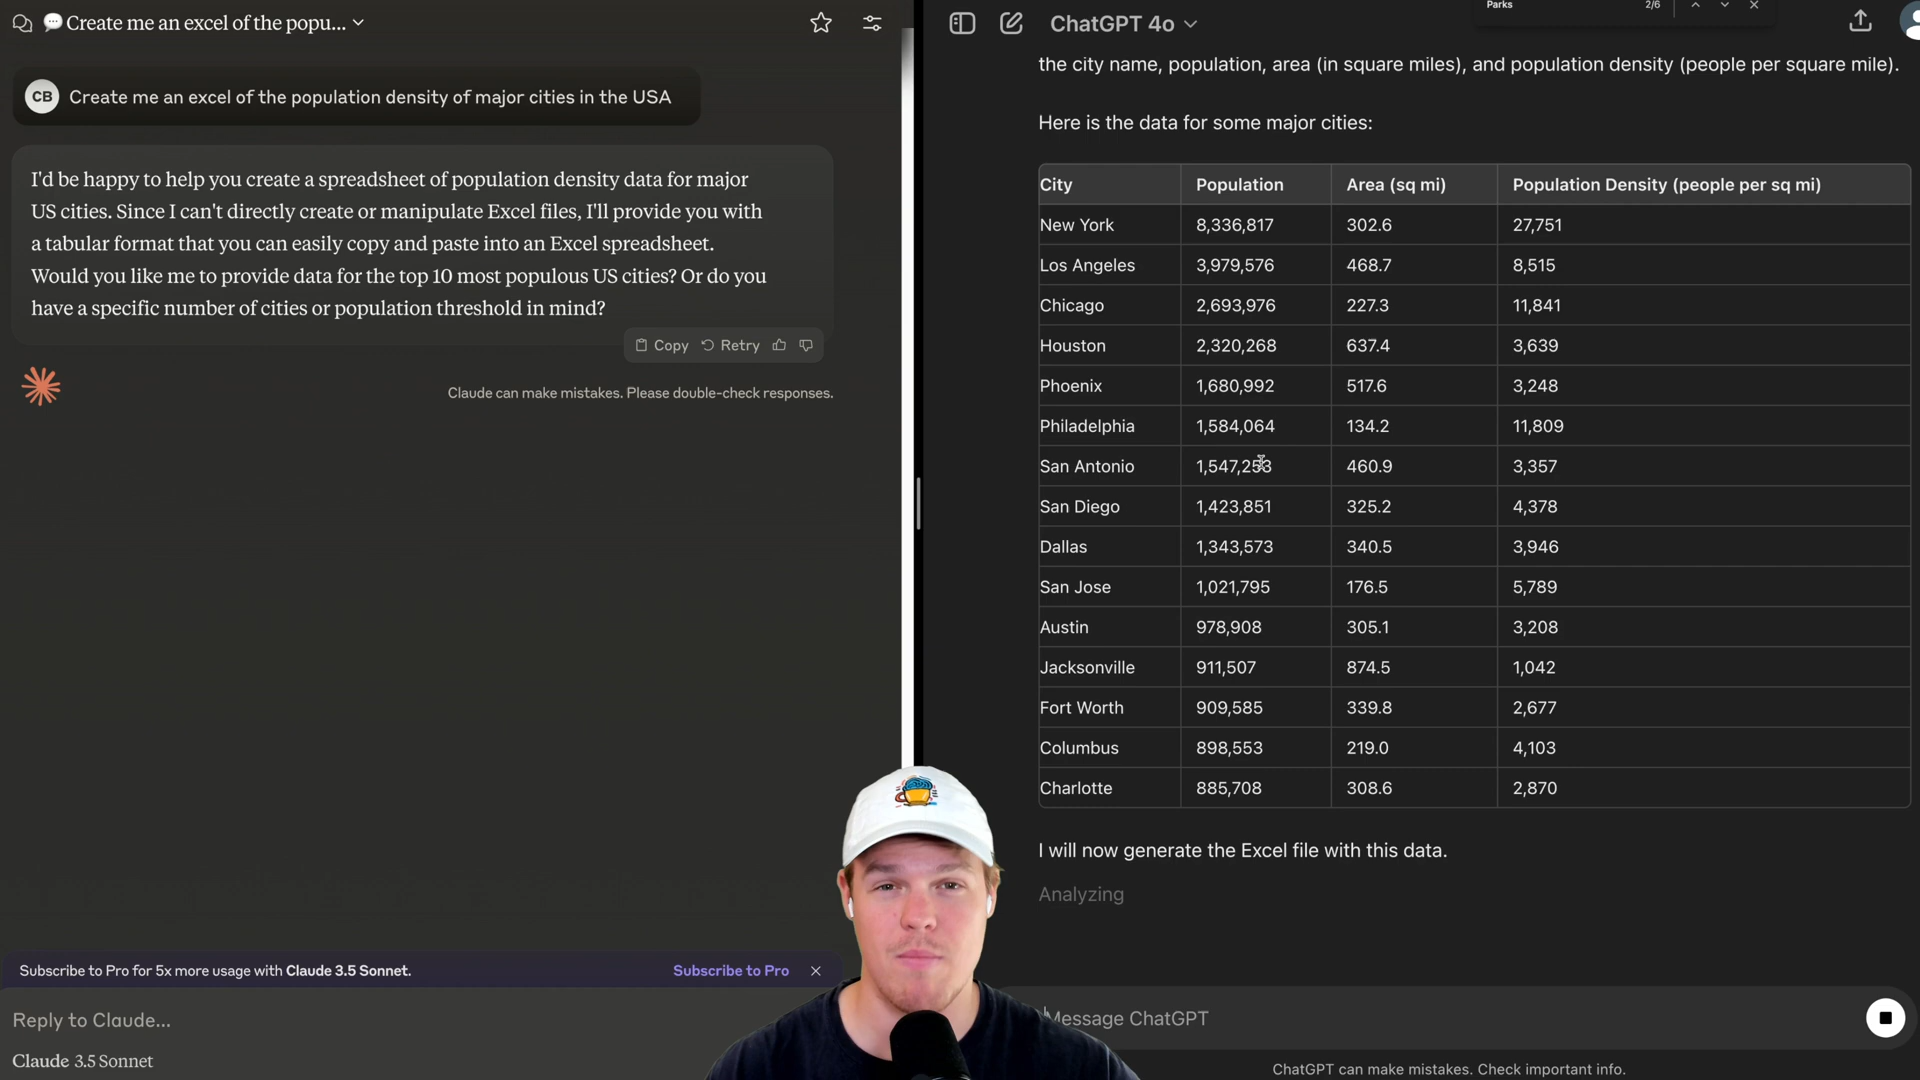 Create me an excel of the popu...
CB
Create me an excel of the population density of major cities in the USA
I'd be happy to help you create a spreadsheet of population density data for major
US cities. Since I can't directly create or manipulate Excel files, I'll provide you with
a tabular format that you can easily copy and paste into an Excel spreadsheet.
Would you like me to provide data for the top 10 most populous US cities? Or do you
have a specific number of cities or population threshold in mind?
Copy Retry
Claude can make mistakes. Please double-check responses.
Subscribe to Pro for 5x more usage with Claude 3.5 Sonnet.
Subscribe to Pro
Reply to Claude...
Claude 3.5 Sonnet
Parks 2/6
ChatGPT 4o
the city name, population, area (in square miles), and population density (people per square mile).
Here is the data for some major cities:
City Population Area (sq mi) Population Density (people per sq mi)
New York 8,336,817 302.6 27,751
Los Angeles 3,979,576 468.7 8,515
Chicago 2,693,976 227.3 11,841
Houston 2,320,268 637.4 3,639
Phoenix 1,680,992 517.6 3,248
Philadelphia 1,584,064 134.2 11,809
San Antonio 1,547,253 460.9 3,357
San Diego 1,423,851 325.2 4,378
Dallas 1,343,573 340.5 3,946
San Jose 1,021,795 176.5 5,789
Austin 978,908 305.1 3,208
Jacksonville 911,507 874.5 1,042
Fort Worth 909,585 339.8 2,677
Columbus 898,553 219.0 4,103
Charlotte 885,708 308.6 2,870
I will now generate the Excel file with this data.
Analyzing
Message ChatGPT
ChatGPT can make mistakes. Check important info.